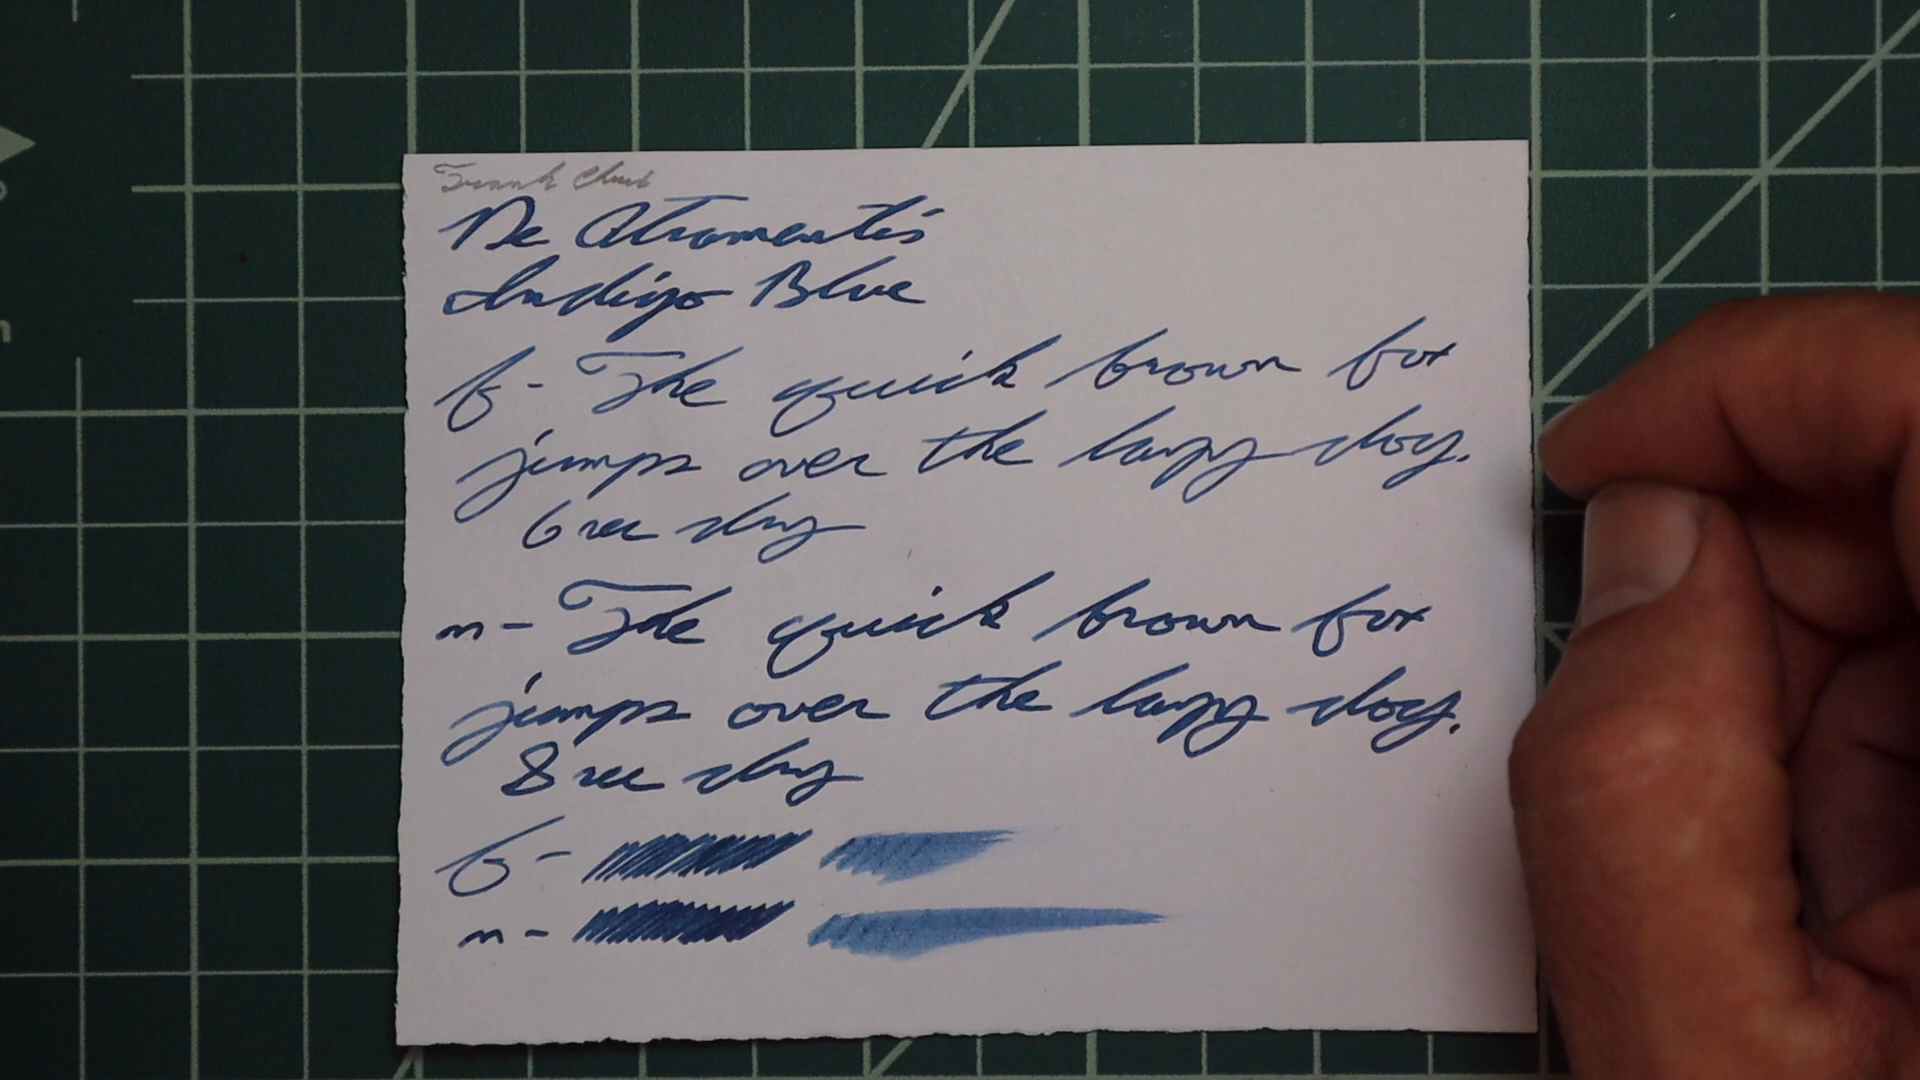 De Atramentis
Indigo Blue
f - The quick brown fox
jumps over the lazy dog.
6 sec dry
m - The quick brown fox
jumps over the lazy dog.
8 sec dry
f -
m -